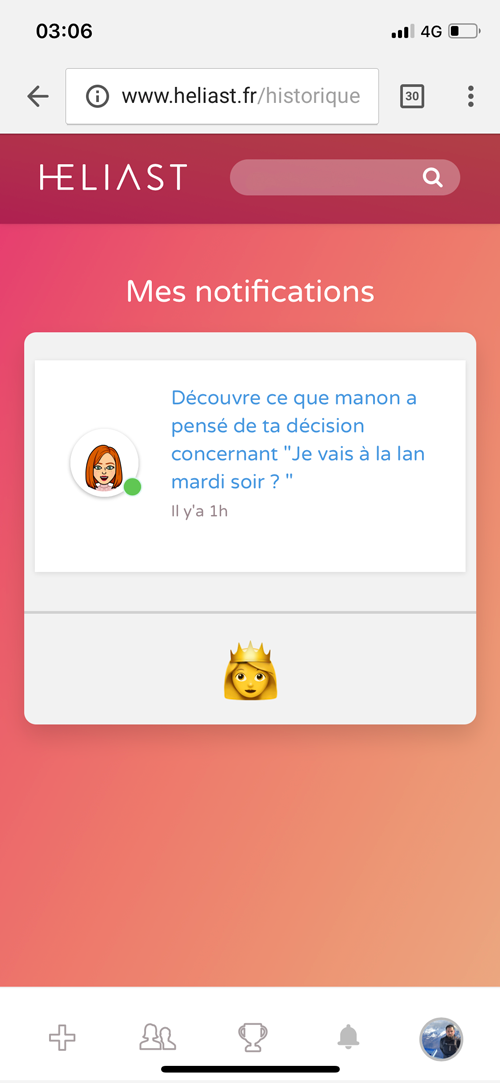 03:06
4G
www.heliast.fr/historique
30
HELIAST
Mes notifications
Découvre ce que manon a
pensé de ta décision
concernant "Je vais à la lan
mardi soir ? "
Il y'a 1h